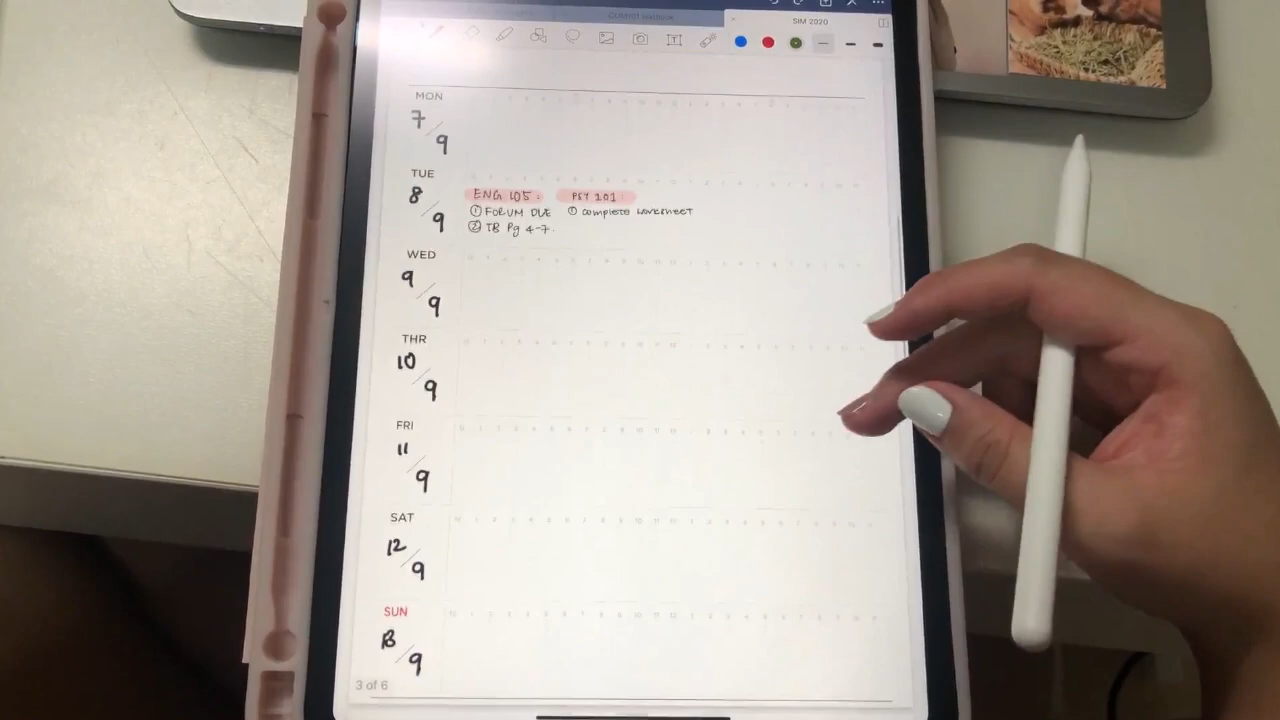 SIM 2020
MON
7/9
TUE
8/9
ENG 105: PSY 101:
① FORUM DUE ① COMPLETE WORKSHEET
② TB Pg 4-7.
WED
9/9
THR
10/9
FRI
11/9
SAT
12/9
SUN
13/9
3 of 6